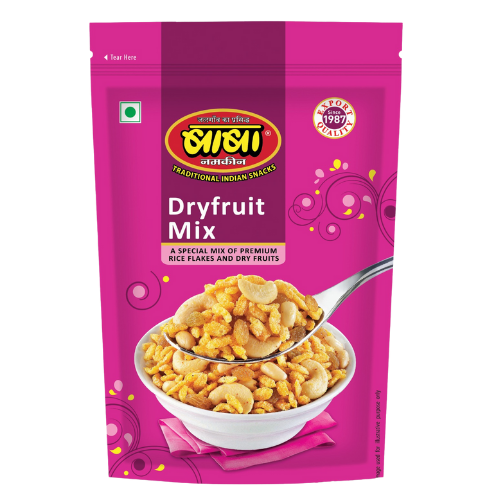 Tear Here
बाबा
®
नमकीन
TRADITIONAL INDIAN SNACKS
EXPORT
Since
1987
QUALITY
Dryfruit
Mix
A SPECIAL MIX OF PREMIUM
RICE FLAKES AND DRY FRUITS